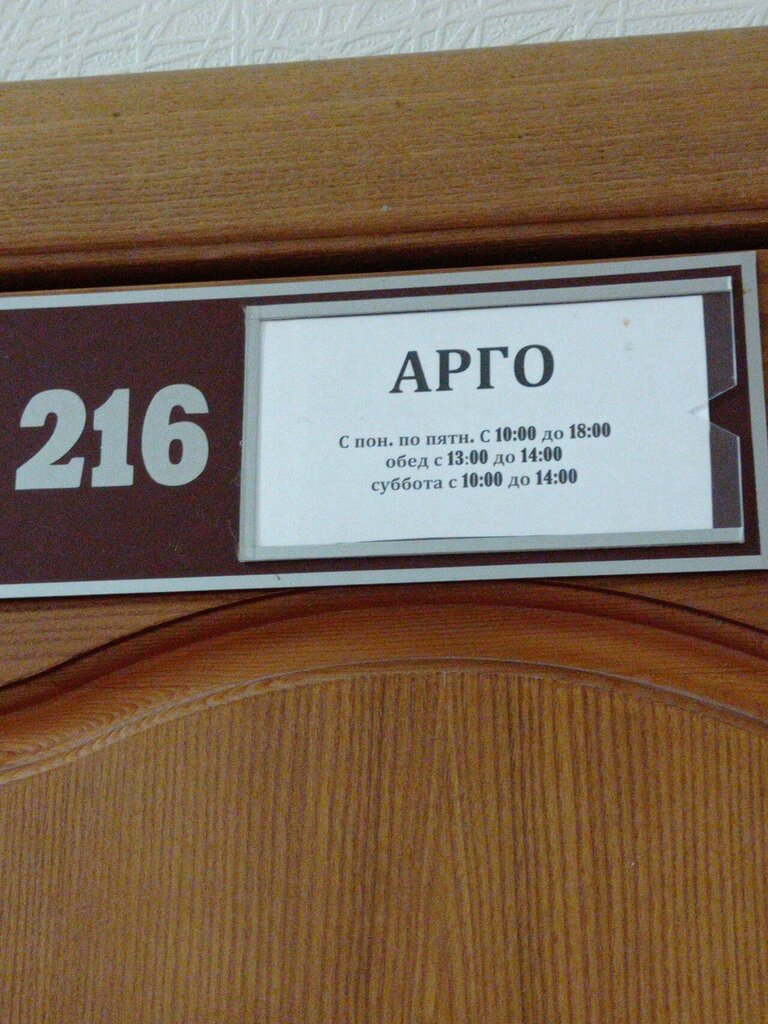 216
АРГО
С пон. по пятн. С 10:00 до 18:00
обед с 13:00 до 14:00
суббота с 10:00 до 14:00